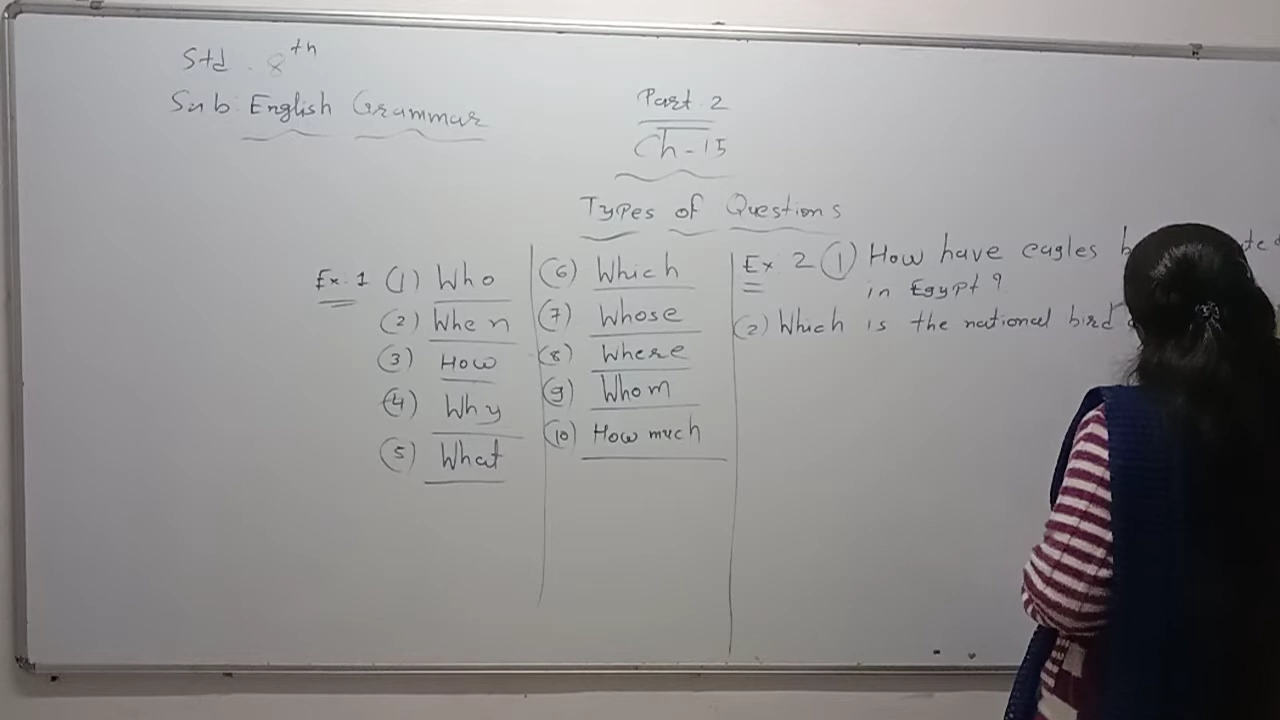 Std. 8th
Sub: English Grammar
Part. 2
Ch-15
Types of Questions
Ex. 1 (1) Who
(2) When
(3) How
(4) Why
(5) What
(6) Which
(7) Whose
(8) Where
(9) Whom
(10) How much
Ex 2 (1) How have eagles
in Egypt ?
(2) Which is the national bird